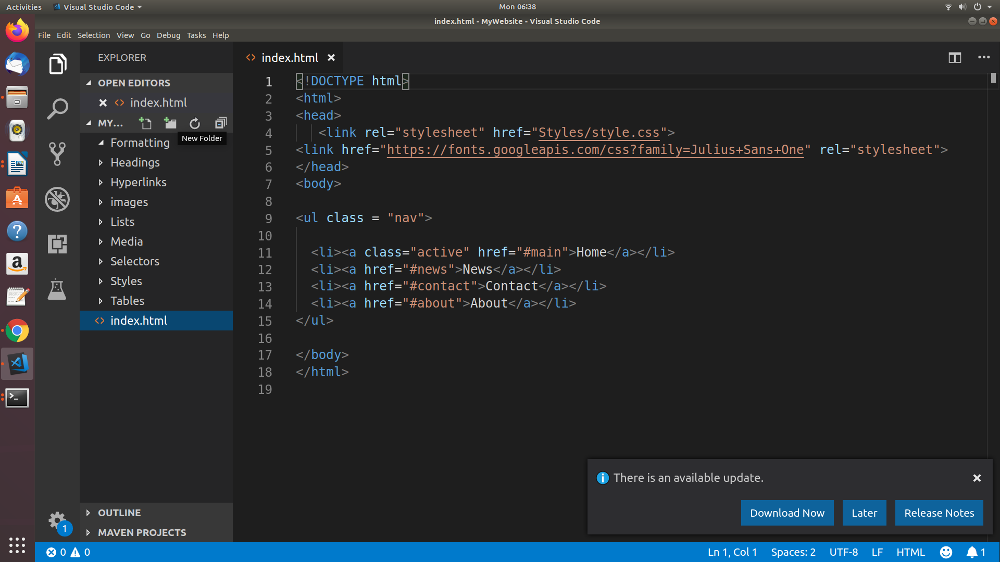 Activities
Visual Studio Code
Mon 06:38
index.html - MyWebsite - Visual Studio Code
File Edit Selection View Go Debug Tasks Help
EXPLORER
OPEN EDITORS
index.html
MY...
New Folder
Formatting
Headings
Hyperlinks
images
Lists
Media
Selectors
Styles
Tables
index.html
OUTLINE
MAVEN PROJECTS
1
index.html
1 <!DOCTYPE html>
2 <html>
3 <head>
4 <link rel="stylesheet" href="Styles/style.css">
5 <link href="https://fonts.googleapis.com/css?family=Julius+Sans+One" rel="stylesheet">
6 </head>
7 <body>
8
9 <ul class = "nav">
10
11 <li><a class="active" href="#main">Home</a></li>
12 <li><a href="#news">News</a></li>
13 <li><a href="#contact">Contact</a></li>
14 <li><a href="#about">About</a></li>
15 </ul>
16
17 </body>
18 </html>
19
There is an available update.
Download Now Later Release Notes
0 0
Ln 1, Col 1 Spaces: 2 UTF-8 LF HTML 1